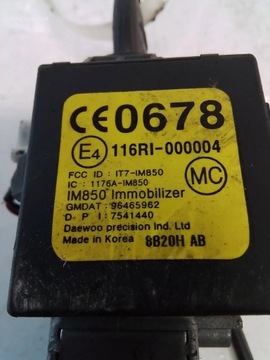 CE0678
E4 116RI-000004
FCC ID : IT7-IM850
IC : 1176A-IM850
MC
IM850 Immobilizer
GMDAT : 96465962
D P I : 7541440
Daewoo precision Ind. Ltd
Made in Korea 8B20H AB